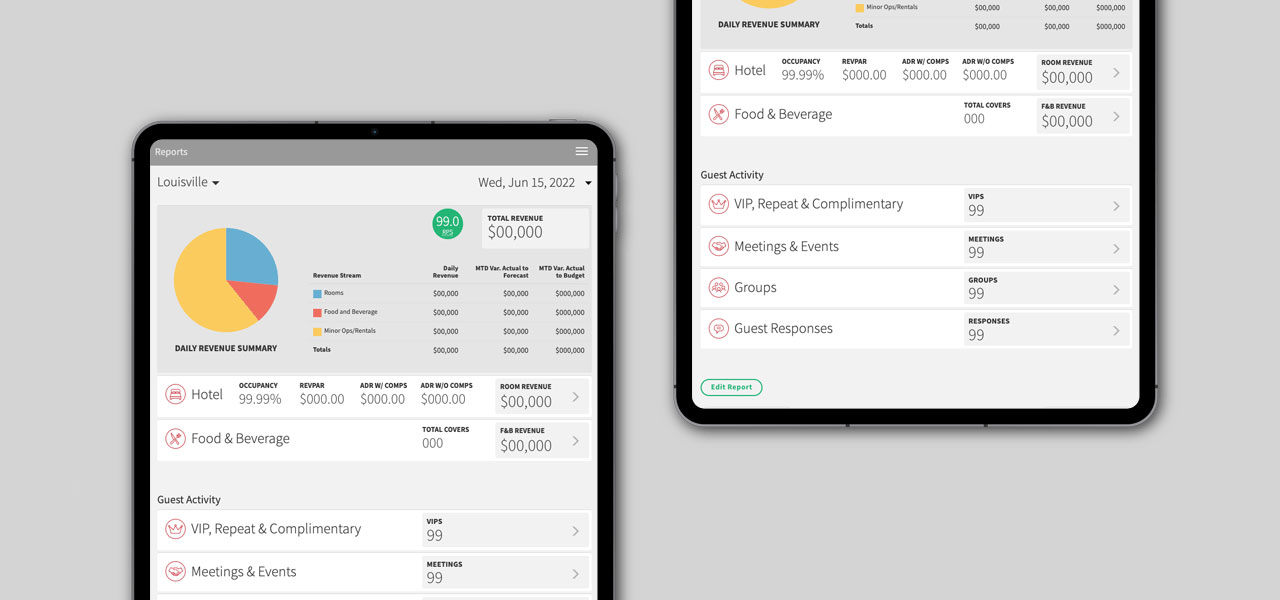 Reports
Louisville
Wed, Jun 15, 2022
99.0
RPS
TOTAL REVENUE
$00,000
Revenue Stream Daily Revenue MTD Var. Actual to Forecast MTD Var. Actual to Budget
Rooms $00,000 $00,000 $000,000
Food and Beverage $00,000 $00,000 $000,000
Minor Ops/Rentals $00,000 $00,000 $000,000
Totals $00,000 $00,000 $000,000
DAILY REVENUE SUMMARY
Hotel
OCCUPANCY REVPAR ADR W/ COMPS ADR W/O COMPS ROOM REVENUE
99.99% $000.00 $000.00 $000.00 $00,000
Food & Beverage
TOTAL COVERS F&B REVENUE
000 $00,000
Guest Activity
VIP, Repeat & Complimentary
VIPS
99
Meetings & Events
MEETINGS
99
Minor Ops/Rentals $00,000 $00,000 $000,000
DAILY REVENUE SUMMARY
Totals $00,000 $00,000 $000,000
Hotel
OCCUPANCY REVPAR ADR W/ COMPS ADR W/O COMPS ROOM REVENUE
99.99% $000.00 $000.00 $000.00 $00,000
Food & Beverage
TOTAL COVERS F&B REVENUE
000 $00,000
Guest Activity
VIP, Repeat & Complimentary
VIPS
99
Meetings & Events
MEETINGS
99
Groups
GROUPS
99
Guest Responses
RESPONSES
99
Edit Report